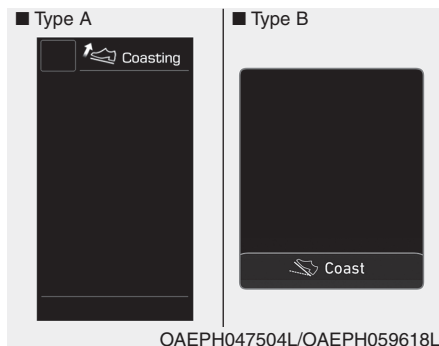 ■ Type A
■ Type B
Coasting
Coast
OAEPH047504L/OAEPH059618L